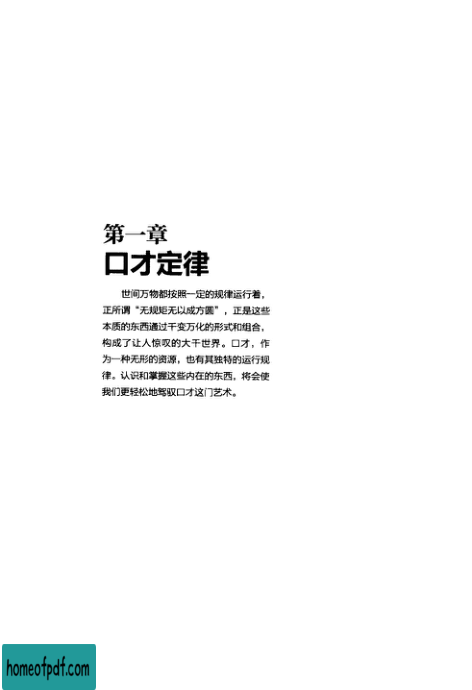 第一章
口才定律
世间万物都按照一定的规律运行着，
正所谓“无规矩无以成方圆”，正是这些
本质的东西通过千变万化的形式和组合，
构成了让人惊叹的大千世界。口才，作
为一种无形的资源，也有其独特的运行规
律。认识和掌握这些内在的东西，将会使
我们更轻松地驾驭口才这门艺术。
homeofpdf.com